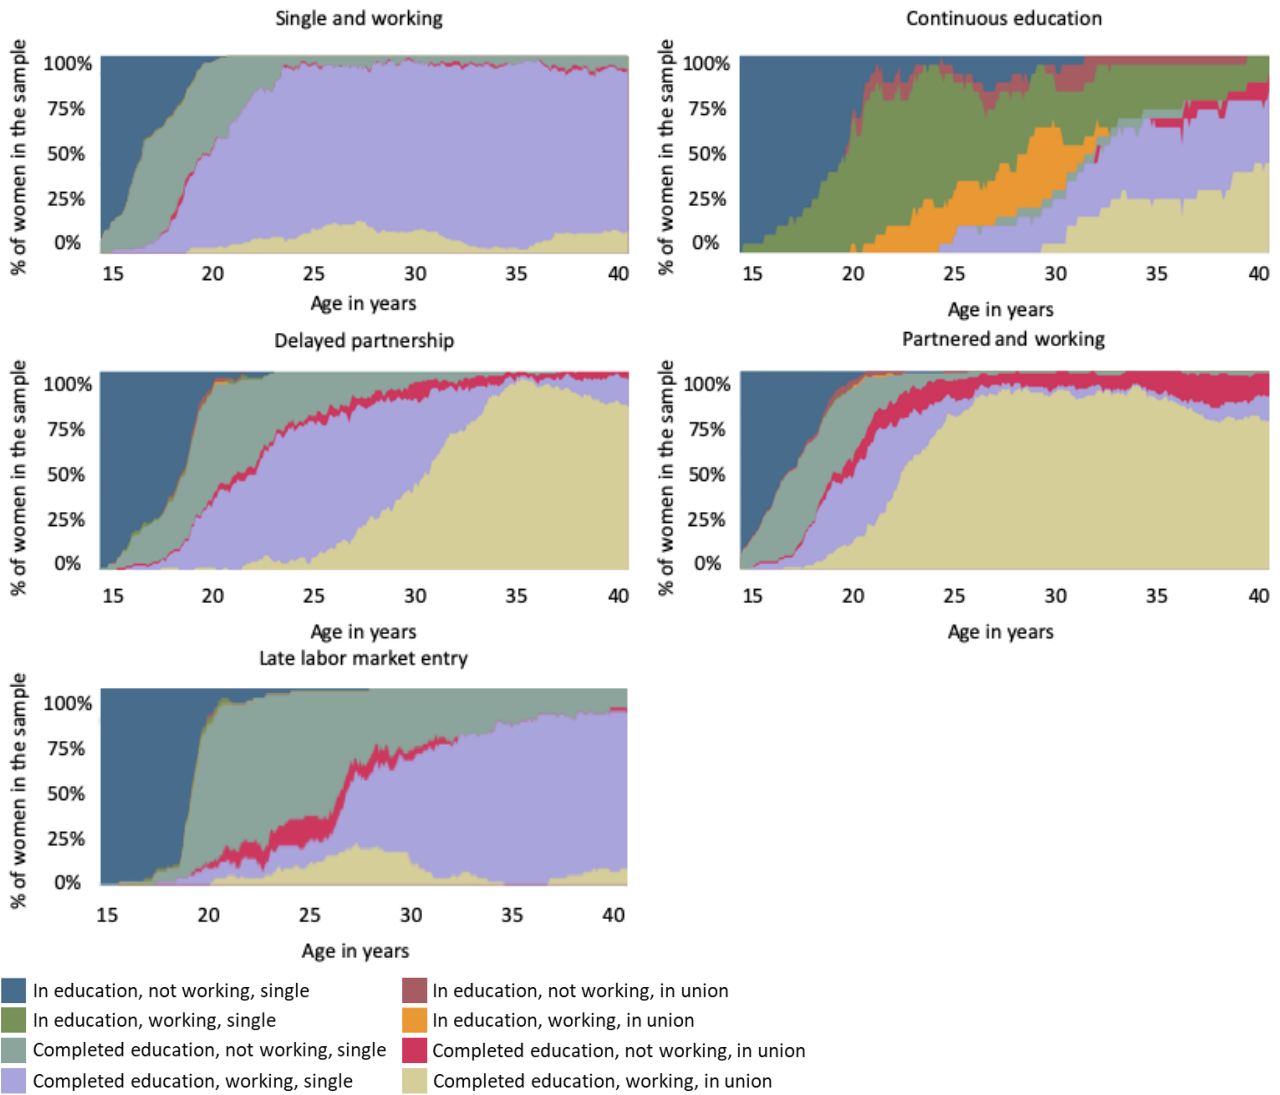 Single and working
% of women in the sample
100%
75%
50%
25%
0%
15 20 25 30 35 40
Age in years
Continuous education
% of women in the sample
100%
75%
50%
25%
0%
15 20 25 30 35 40
Age in years
Delayed partnership
% of women in the sample
100%
75%
50%
25%
0%
15 20 25 30 35 40
Age in years
Partnered and working
% of women in the sample
100%
75%
50%
25%
0%
15 20 25 30 35 40
Age in years
Late labor market entry
% of women in the sample
100%
75%
50%
25%
0%
15 20 25 30 35 40
Age in years
In education, not working, single
In education, working, single
Completed education, not working, single
Completed education, working, single
In education, not working, in union
In education, working, in union
Completed education, not working, in union
Completed education, working, in union